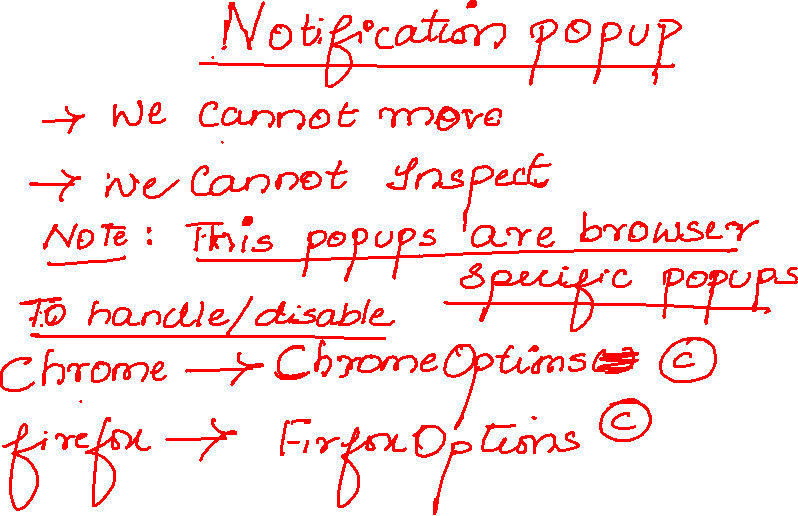 Notification popup
→ We cannot move
→ We cannot Inspect
NOTE : This popups are browser
specific popups
To handle/disable
Chrome → ChromeOptions ©
firefox → FirfoxOptions ©